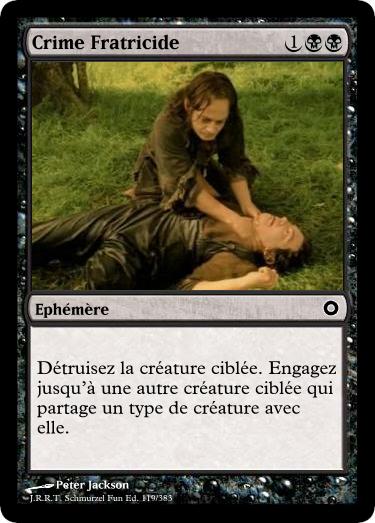 Crime Fratricide 1
Ephémère
Détruisez la créature ciblée. Engagez
jusqu'à une autre créature ciblée qui
partage un type de créature avec
elle.
Peter Jackson
J.R.R.T. Schmurzel Fun Ed. 119/383